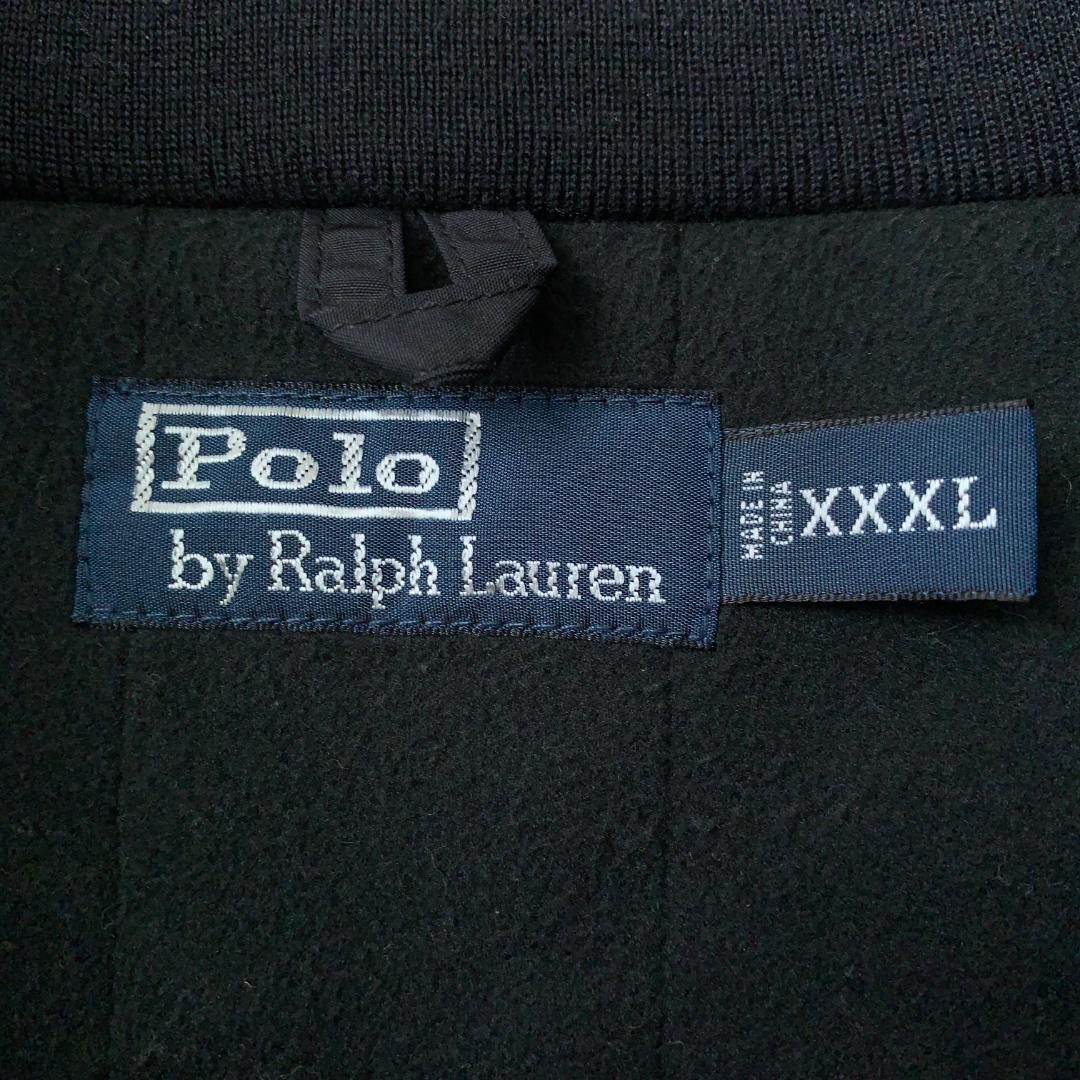 Polo
by Ralph Lauren
MADE IN
CHINA
XXXL